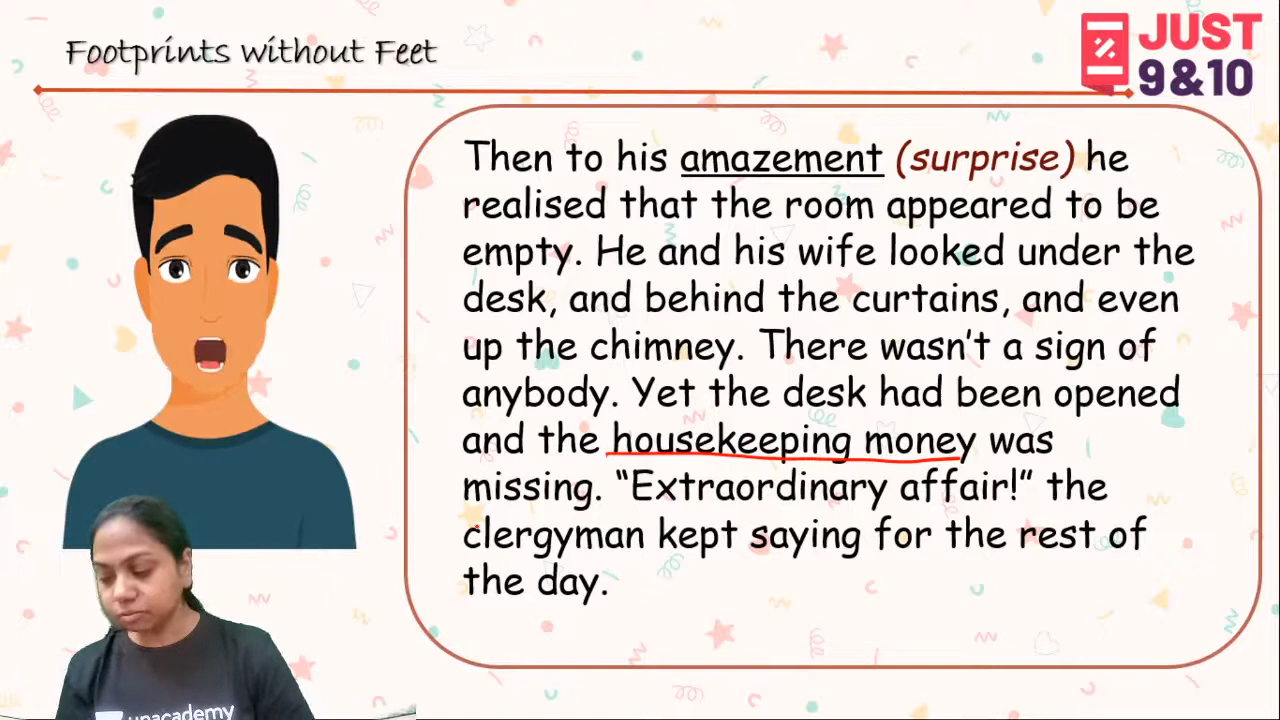 Footprints without Feet
JUST
9&10
Then to his amazement (surprise) he
realised that the room appeared to be
empty. He and his wife looked under the
desk, and behind the curtains, and even
up the chimney. There wasn't a sign of
anybody. Yet the desk had been opened
and the housekeeping money was
missing. “Extraordinary affair!” the
clergyman kept saying for the rest of
the day.
unacademy